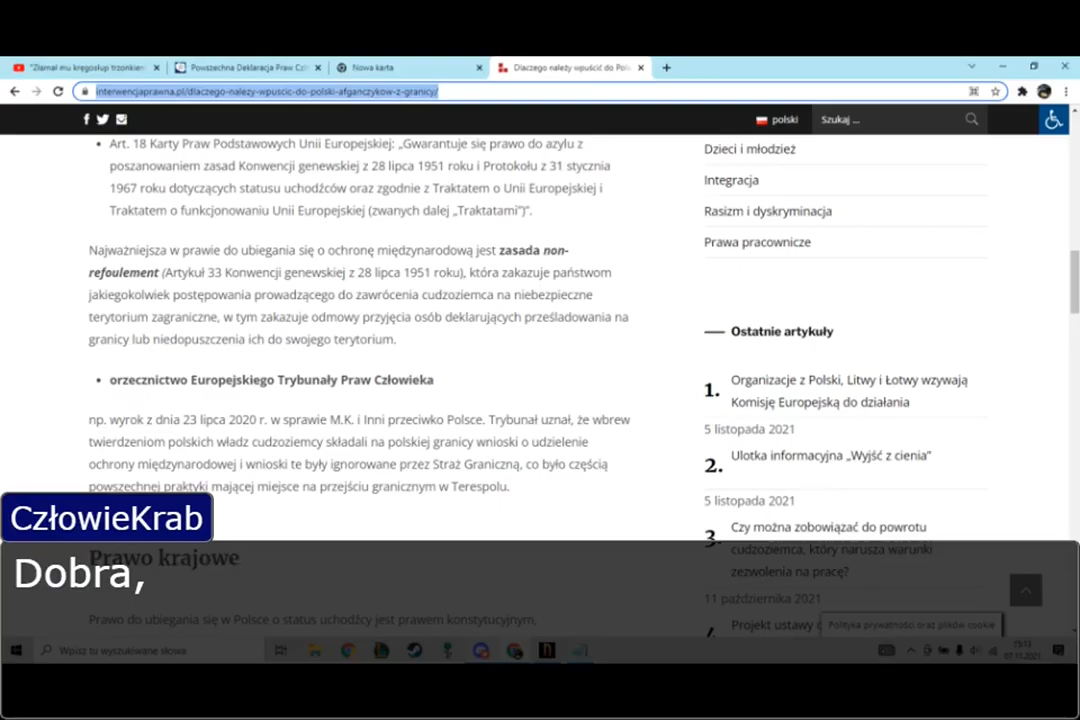 "Złamał mu kręgosłup trzonkiem
Powszechna Deklaracja Praw Czł
Nowa karta
Dlaczego należy wpuścić do Pols
interwencjaprawna.pl/dlaczego-nalezy-wpuscic-do-polski-afganczykow-z-granicy/
polski
Szukaj ...
Art. 18 Karty Praw Podstawowych Unii Europejskiej: „Gwarantuje się prawo do azylu z
poszanowaniem zasad Konwencji genewskiej z 28 lipca 1951 roku i Protokołu z 31 stycznia
1967 roku dotyczących statusu uchodźców oraz zgodnie z Traktatem o Unii Europejskiej i
Traktatem o funkcjonowaniu Unii Europejskiej (zwanych dalej „Traktatami")".
Najważniejsza w prawie do ubiegania się o ochronę międzynarodową jest zasada non-
refoulement (Artykuł 33 Konwencji genewskiej z 28 lipca 1951 roku), która zakazuje państwom
jakiegokolwiek postępowania prowadzącego do zawrócenia cudzoziemca na niebezpieczne
terytorium zagraniczne, w tym zakazuje odmowy przyjęcia osób deklarujących prześladowania na
granicy lub niedopuszczenia ich do swojego terytorium.
• orzecznictwo Europejskiego Trybunały Praw Człowieka
np. wyrok z dnia 23 lipca 2020 r. w sprawie M.K. i Inni przeciwko Polsce. Trybunał uznał, że wbrew
twierdzeniom polskich władz cudzoziemcy składali na polskiej granicy wnioski o udzielenie
ochrony międzynarodowej i wnioski te były ignorowane przez Straż Graniczną, co było częścią
powszechnej praktyki mającej miejsce na przejściu granicznym w Terespolu.
Prawo krajowe
Prawo do ubiegania się w Polsce o status uchodźcy jest prawem konstytucyjnym,
Dzieci i młodzież
Integracja
Rasizm i dyskryminacja
Prawa pracownicze
Ostatnie artykuły
1. Organizacje z Polski, Litwy i Łotwy wzywają
Komisję Europejską do działania
5 listopada 2021
2. Ulotka informacyjna „Wyjść z cienia"
5 listopada 2021
3. Czy można zobowiązać do powrotu
cudzoziemca, który narusza warunki
zezwolenia na pracę?
11 października 2021
4. Projekt ustawy
Polityka prywatności oraz plików cookie
CzłowieKrab
Dobra,
Wpisz tu wyszukiwane słowa
15:13
07.11.2021